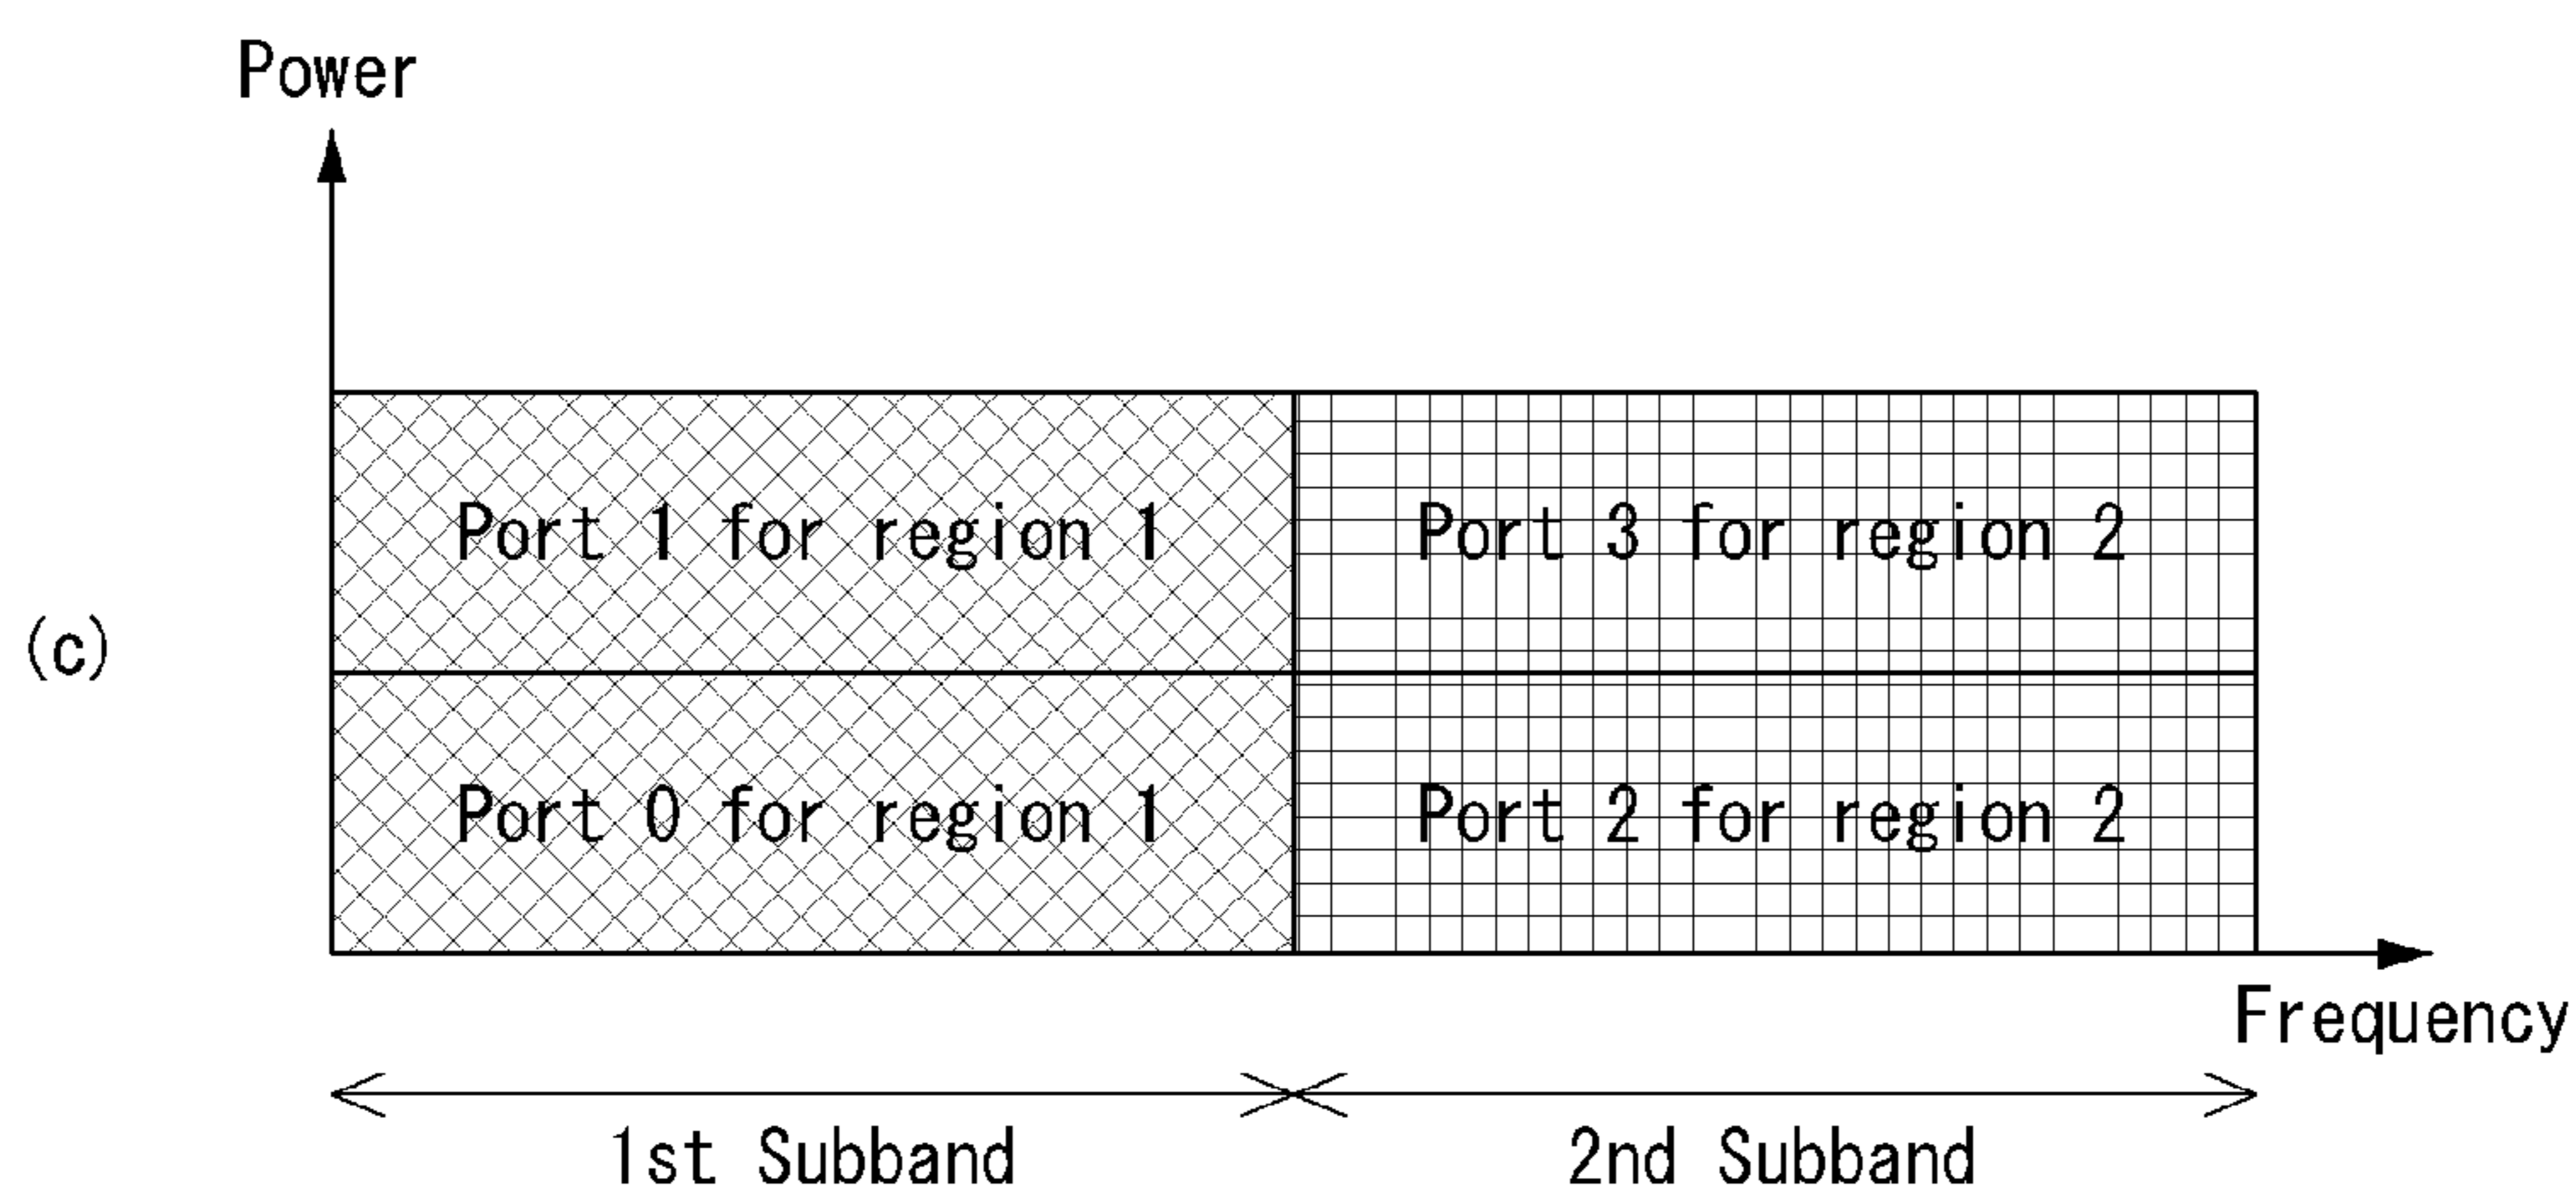 Power
Port 1 for region 1
Port 3 for region 2
(c)
Port 0 for region 1
Port 2 for region 2
Frequency
1st Subband
2nd Subband